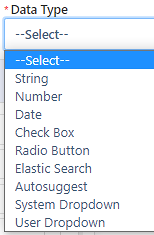 * Data Type
--Select--
--Select--
String
Number
Date
Check Box
Radio Button
Elastic Search
Autosuggest
System Dropdown
User Dropdown